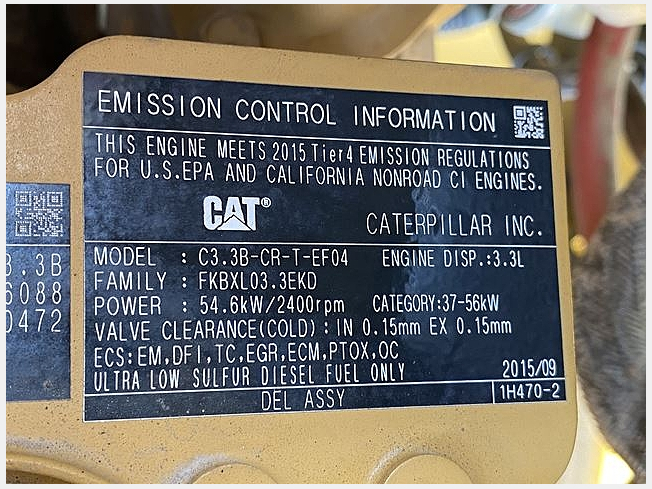 EMISSION CONTROL INFORMATION
THIS ENGINE MEETS 2015 Tier4 EMISSION REGULATIONS
FOR U.S.EPA AND CALIFORNIA NONROAD CI ENGINES.
CAT® CATERPILLAR INC.
MODEL : C3.3B-CR-T-EF04 ENGINE DISP.:3.3L
FAMILY : FKBXL03.3EKD
POWER : 54.6kW/2400rpm CATEGORY:37-56kW
VALVE CLEARANCE(COLD) : IN 0.15mm EX 0.15mm
ECS:EM,DFI,TC,EGR,ECM,PTOX,OC
ULTRA LOW SULFUR DIESEL FUEL ONLY 2015/09
DEL ASSY 1H470-2
3.3B
6088
0472